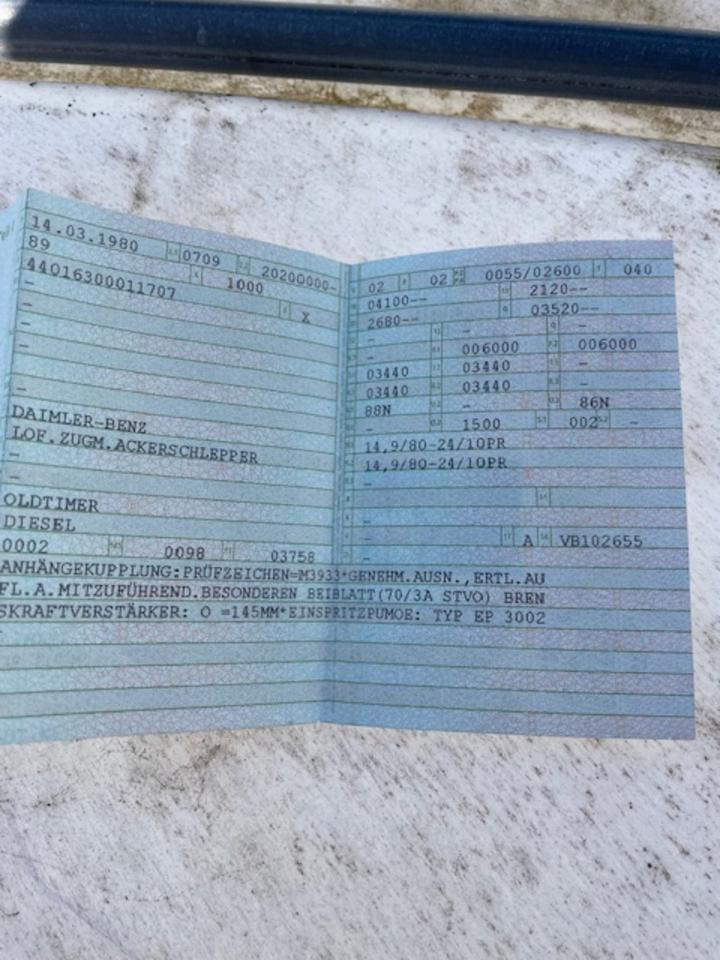 14.03.1980 0709 20200000-
89
44016300011707 1000
- X
-
-
-
-
DAIMLER-BENZ
LOF.ZUGM.ACKERSCHLEPPER
-
-
OLDTIMER
DIESEL
0002 0098 03758
02 02 0055/02600 040
04100-- 2120--
2680-- 03520--
- - -
- 006000 006000
03440 03440 -
03440 03440 -
88N - 86N
- 1500 002 -
14,9/80-24/10PR
14,9/80-24/10PR
-
-
- A VB102655
ANHÄNGEKUPPLUNG:PRÜFZEICHEN=M3933*GENEHM.AUSN.,ERTL.AU
FL.A.MITZUFÜHREND.BESONDEREN BEIBLATT(70/3A STVO) BREN
SKRAFTVERSTÄRKER: O =145MM*EINSPRITZPUMOE: TYP EP 3002
-